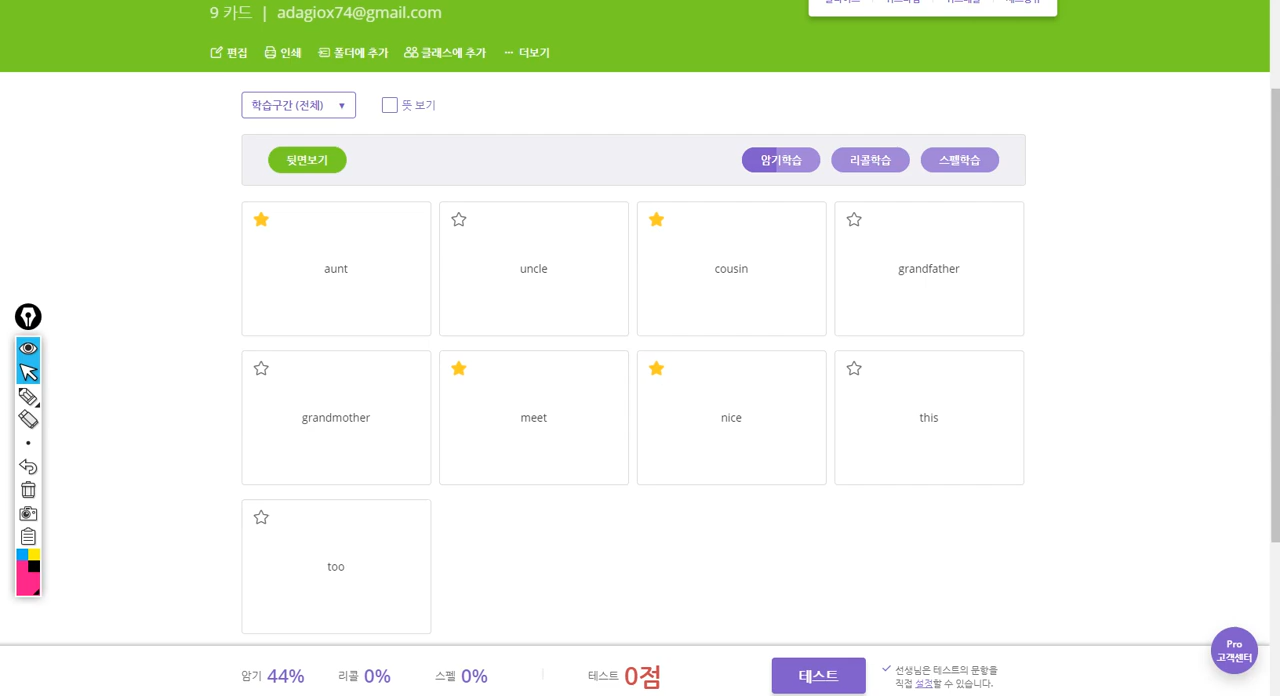 9 카드 | adagiox74@gmail.com
편집 인쇄 폴더에 추가 클래스에 추가 ··· 더보기
학습구간 (전체) ▼ 뜻 보기
뒷면보기 암기학습 리콜학습 스펠학습
aunt uncle cousin grandfather
grandmother meet nice this
too
암기 44% 리콜 0% 스펠 0% 테스트 0점 테스트
선생님은 테스트의 문항을
직접 설정할 수 있습니다.
Pro
고객센터